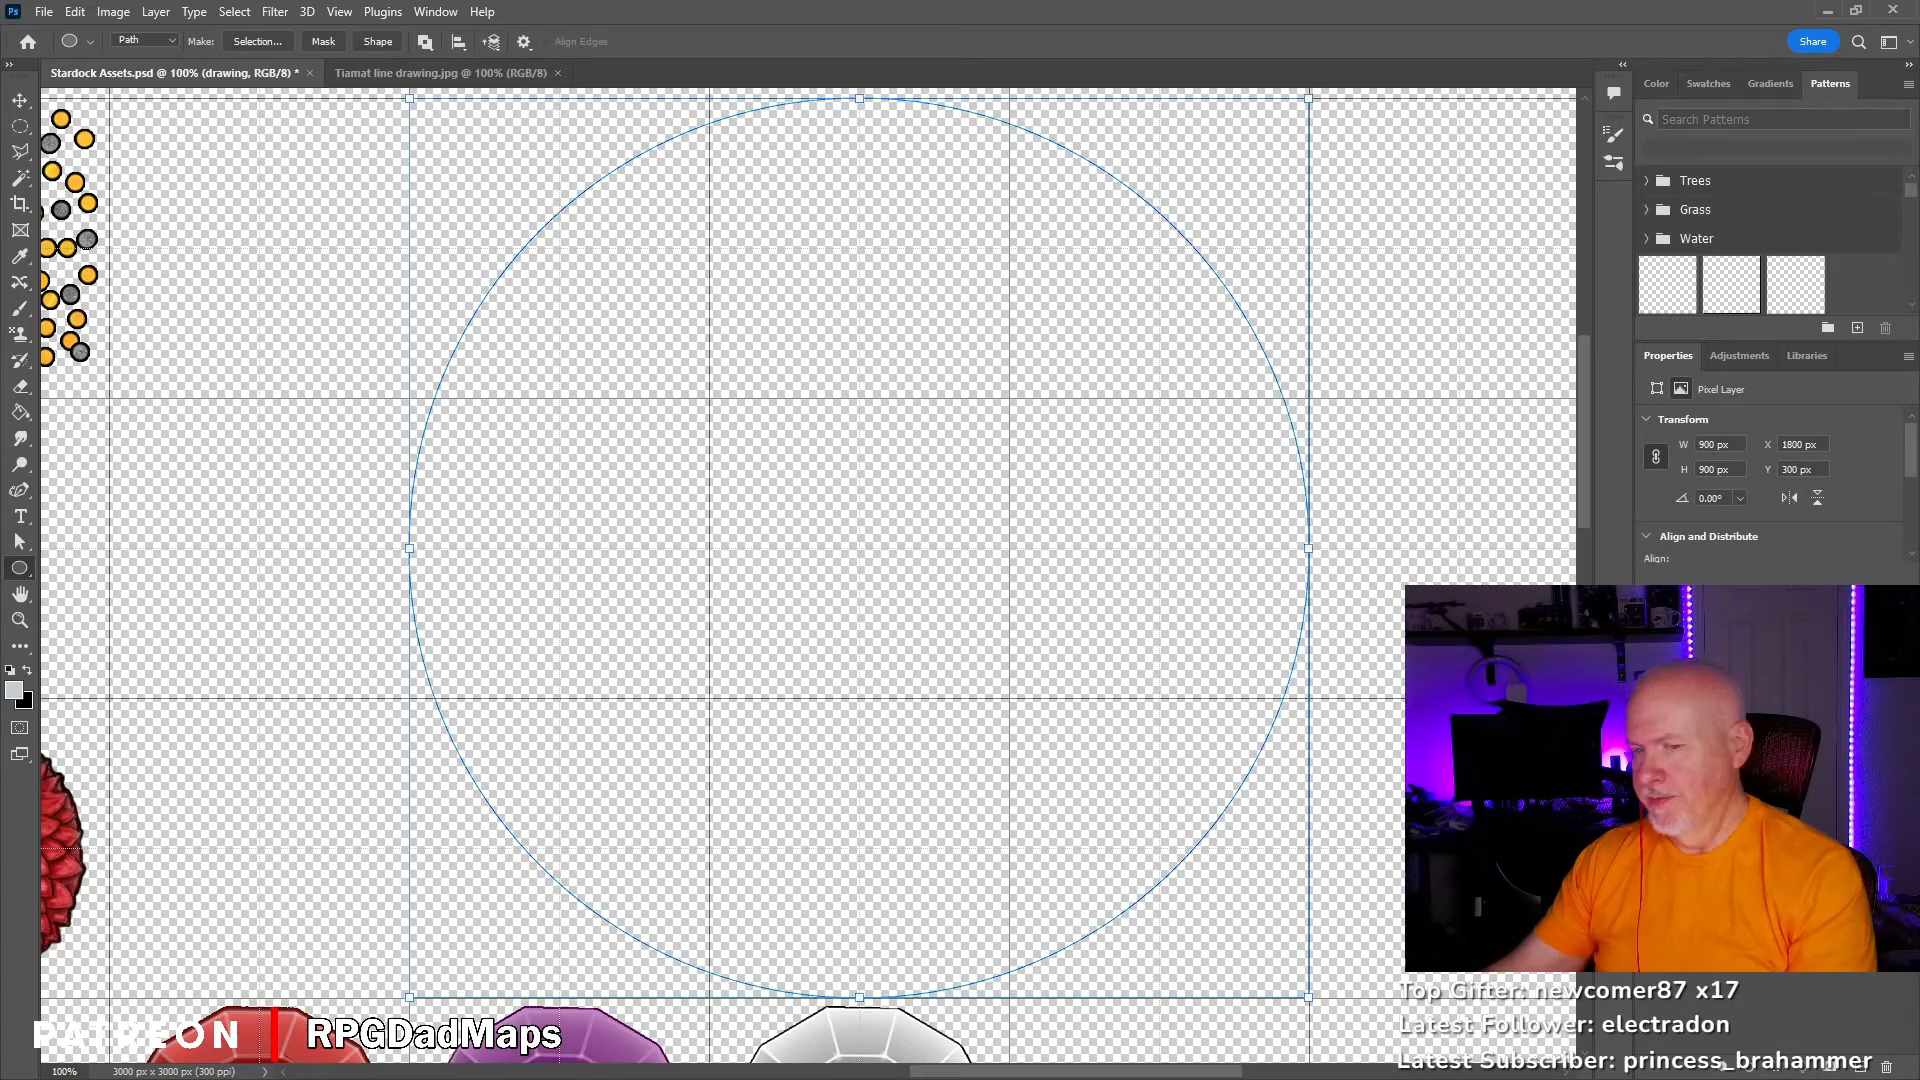 File Edit Image Layer Type Select Filter 3D View Plugins Window Help
Path Make: Selection... Mask Shape Align Edges Share
Stardock Assets.psd @ 100% (drawing, RGB/8) * Tiamat line drawing.jpg @ 100% (RGB/8)
Color Swatches Gradients Patterns
Search Patterns
Trees
Grass
Water
Properties Adjustments Libraries
Pixel Layer
Transform
W 900 px X 1800 px
H 900 px Y 300 px
0.00°
Align and Distribute
Align:
Top Gifter: newcomer87 x17
Latest Follower: electradon
Latest Subscriber: princess_brahammer
PATREON RPGDadMaps
100% 3000 px x 3000 px (300 ppi)